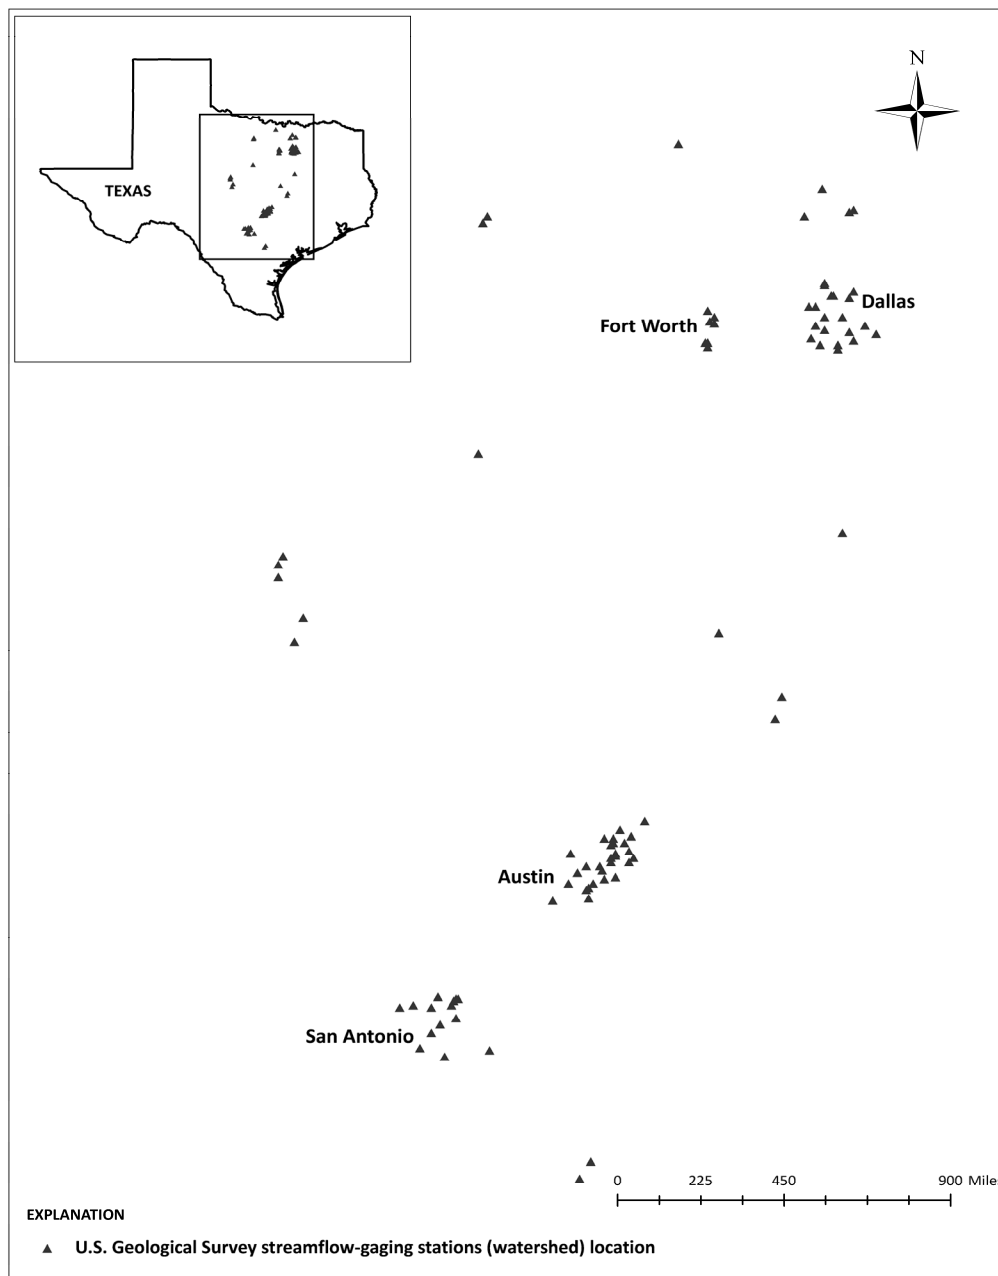 N
TEXAS
Dallas
Fort Worth
Austin
San Antonio
0 225 450 900 Miles
EXPLANATION
U.S. Geological Survey streamflow-gaging stations (watershed) location